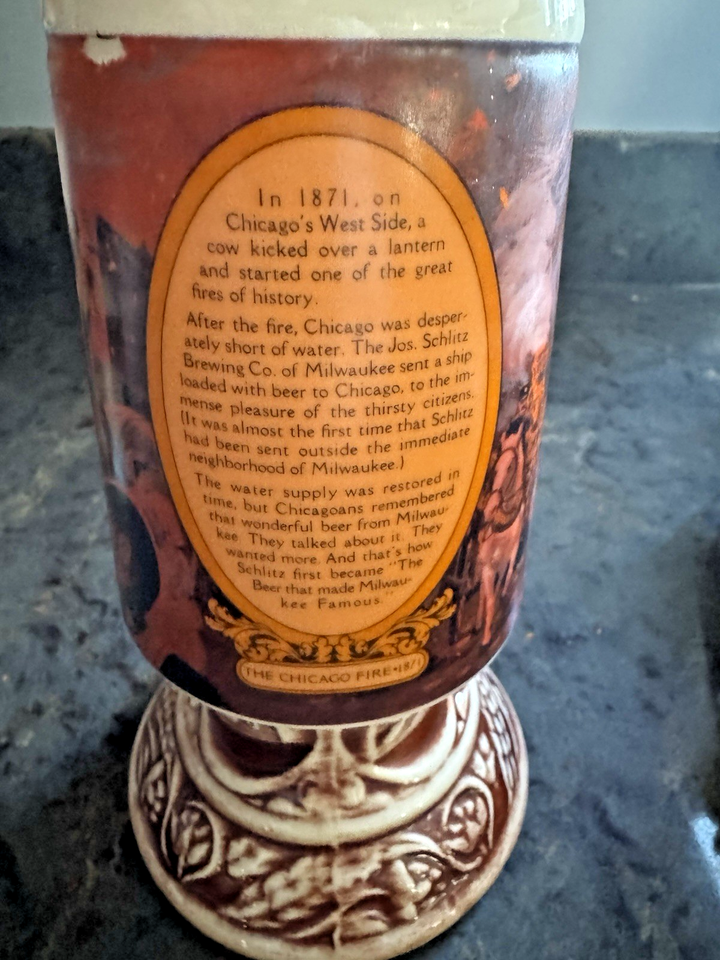 In 1871, on
Chicago's West Side, a
cow kicked over a lantern
and started one of the great
fires of history.
After the fire, Chicago was desper-
ately short of water. The Jos. Schlitz
Brewing Co. of Milwaukee sent a ship
loaded with beer to Chicago, to the im-
mense pleasure of the thirsty citizens.
(It was almost the first time that Schlitz
had been sent outside the immediate
neighborhood of Milwaukee.)
The water supply was restored in
time, but Chicagoans remembered
that wonderful beer from Milwau-
kee. They talked about it. They
wanted more. And that's how
Schlitz first became "The
Beer that made Milwau-
kee Famous."
THE CHICAGO FIRE•1871